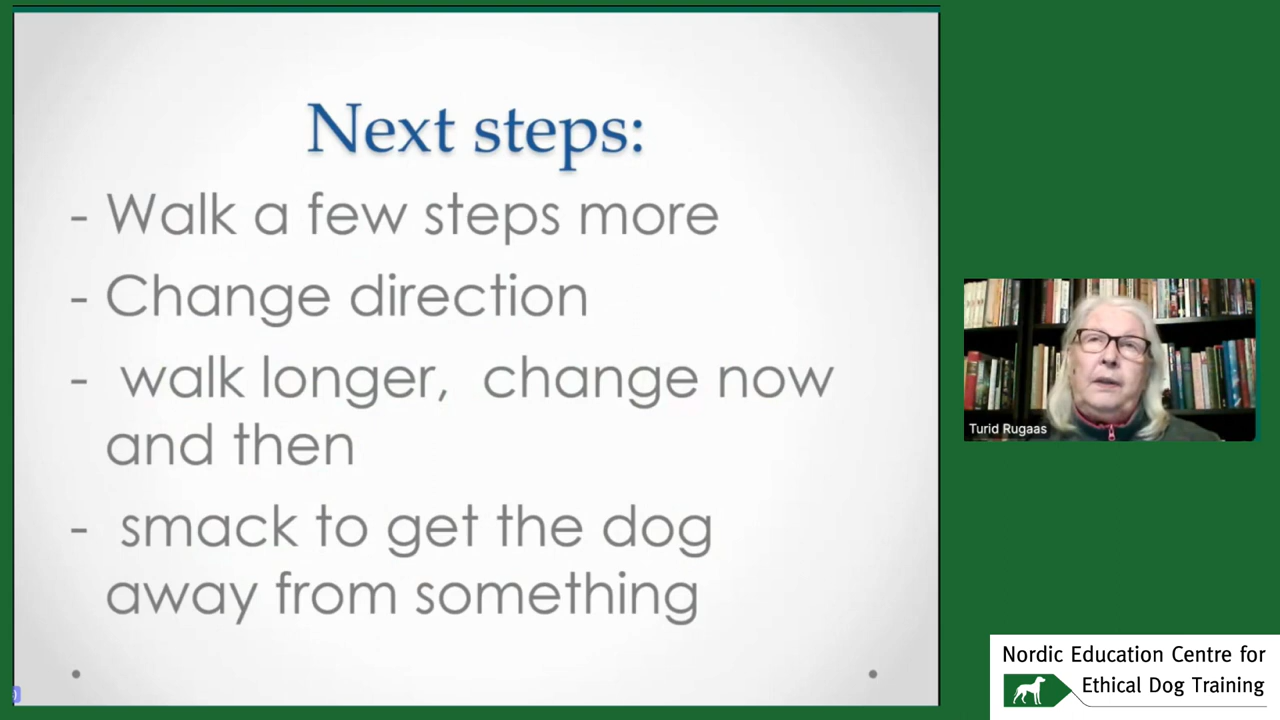 Next steps:
- Walk a few steps more
- Change direction
- walk longer, change now
and then
- smack to get the dog
away from something
Turid Rugaas
Nordic Education Centre for
Ethical Dog Training